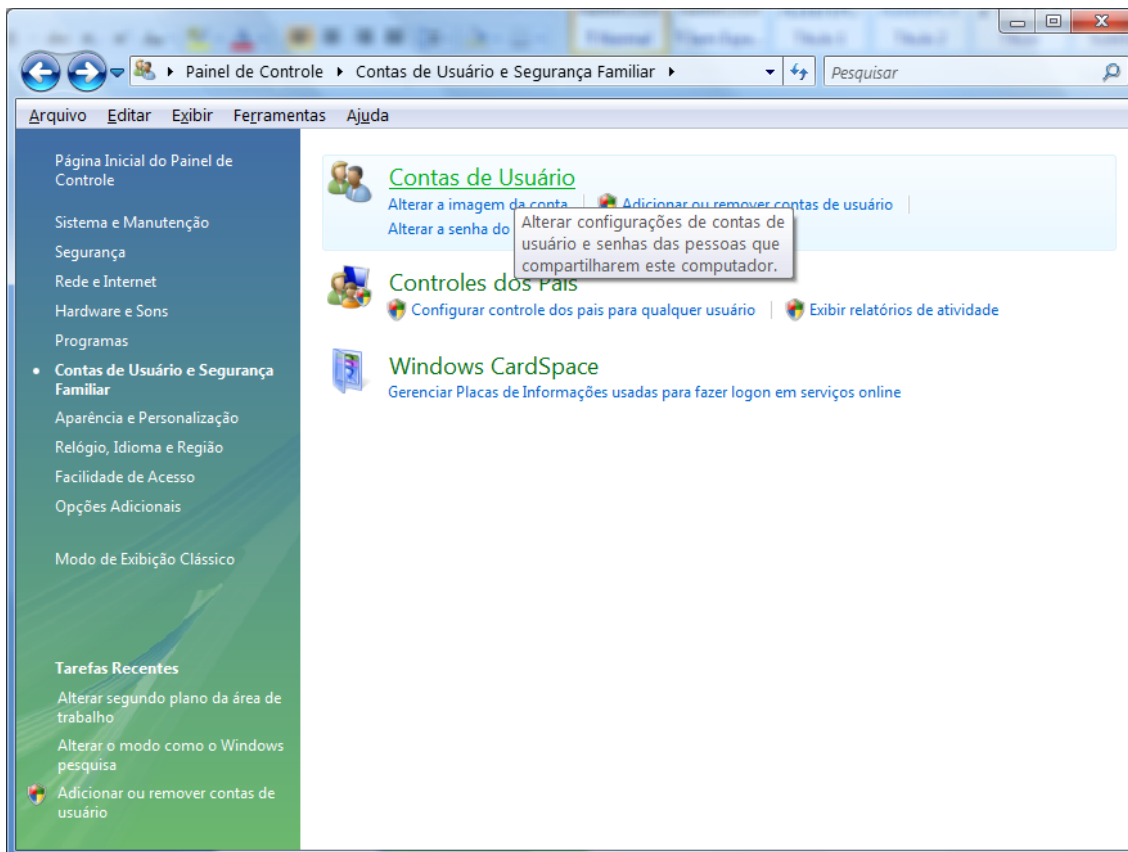 Painel de Controle ▸ Contas de Usuário e Segurança Familiar ▸
Pesquisar
Arquivo Editar Exibir Ferramentas Ajuda
Página Inicial do Painel de
Controle
Sistema e Manutenção
Segurança
Rede e Internet
Hardware e Sons
Programas
Contas de Usuário e Segurança
Familiar
Aparência e Personalização
Relógio, Idioma e Região
Facilidade de Acesso
Opções Adicionais
Modo de Exibição Clássico
Tarefas Recentes
Alterar segundo plano da área de
trabalho
Alterar o modo como o Windows
pesquisa
Adicionar ou remover contas de
usuário
Contas de Usuário
Alterar a imagem da conta Adicionar ou remover contas de usuário
Alterar a senha do
Alterar configurações de contas de
usuário e senhas das pessoas que
compartilharem este computador.
Controles dos Pais
Configurar controle dos pais para qualquer usuário Exibir relatórios de atividade
Windows CardSpace
Gerenciar Placas de Informações usadas para fazer logon em serviços online